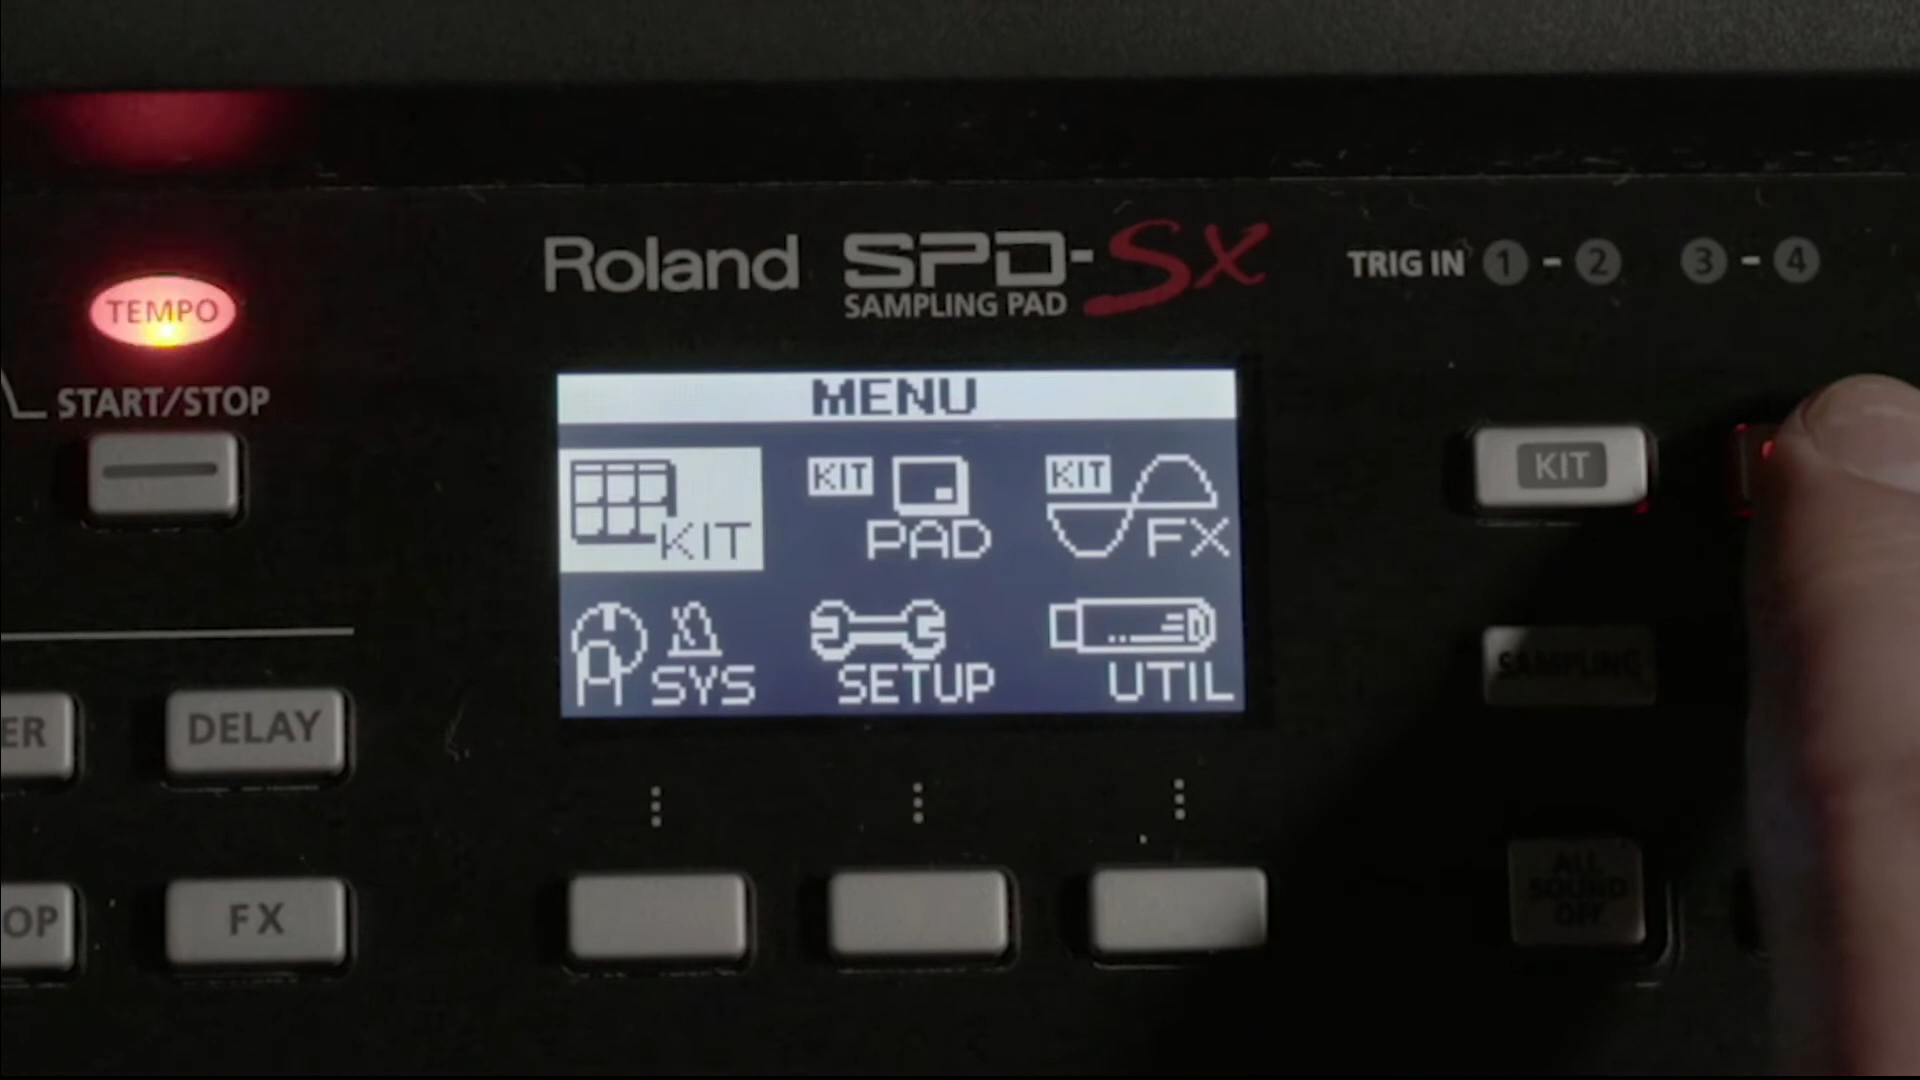 Roland SPD-SX
SAMPLING PAD
TRIG IN 1 - 2 3 - 4
TEMPO
START/STOP
MENU
KIT
KIT PAD
KIT FX
SYS
SETUP
UTIL
KIT
SAMPLING
ER
DELAY
OP
FX
ALL
SOUND
OFF